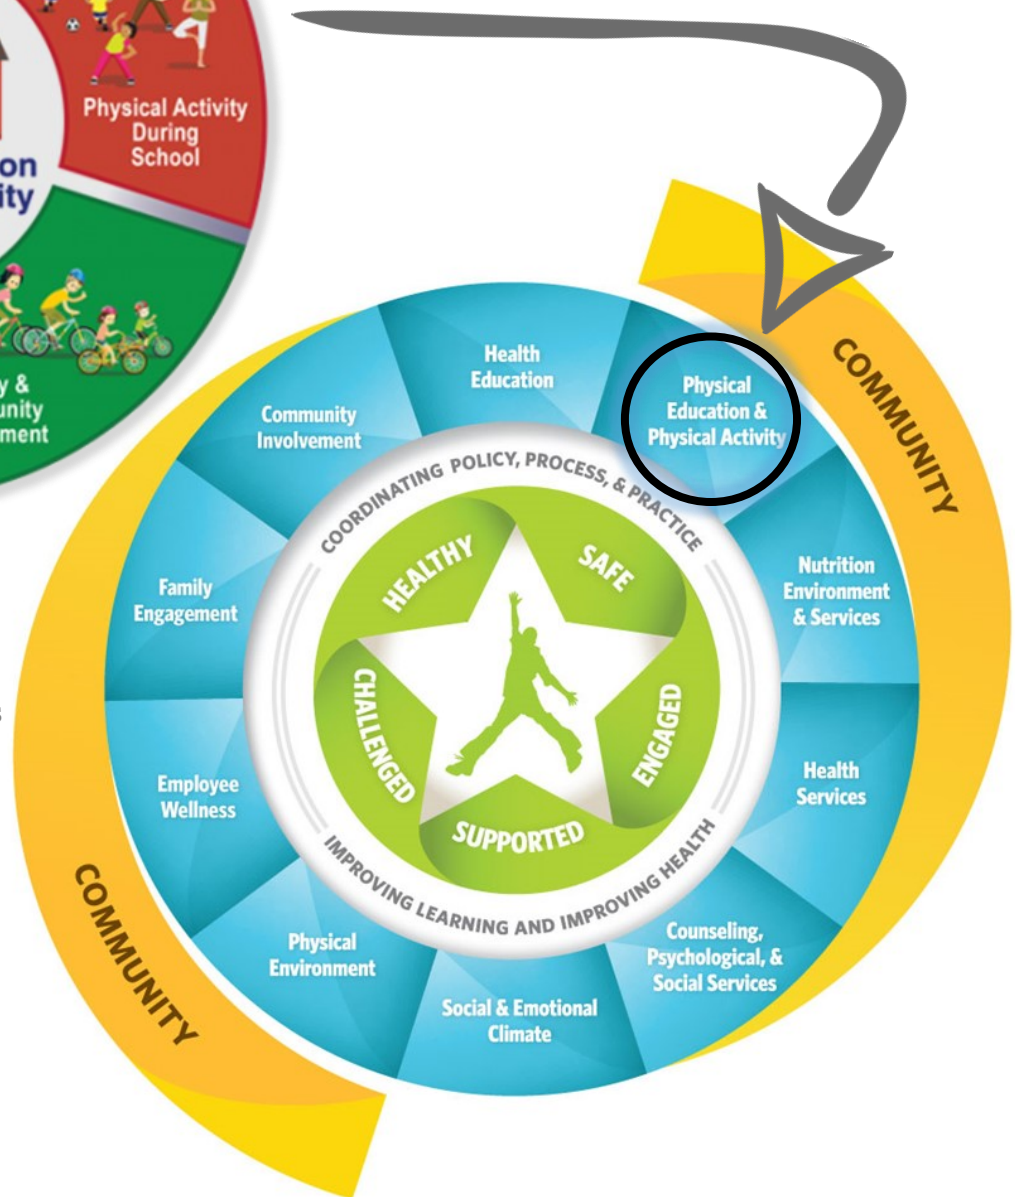 Physical Activity
During
School
on
ity
y &
unity
ment
COMMUNITY
Health
Education
Physical
Education &
Physical Activity
Community
Involvement
Nutrition
Environment
& Services
Family
Engagement
Health
Services
Employee
Wellness
Counseling,
Psychological, &
Social Services
Physical
Environment
Social & Emotional
Climate
COORDINATING POLICY, PROCESS, & PRACTICE
IMPROVING LEARNING AND IMPROVING HEALTH
HEALTHY
SAFE
ENGAGED
SUPPORTED
CHALLENGED
COMMUNITY
s